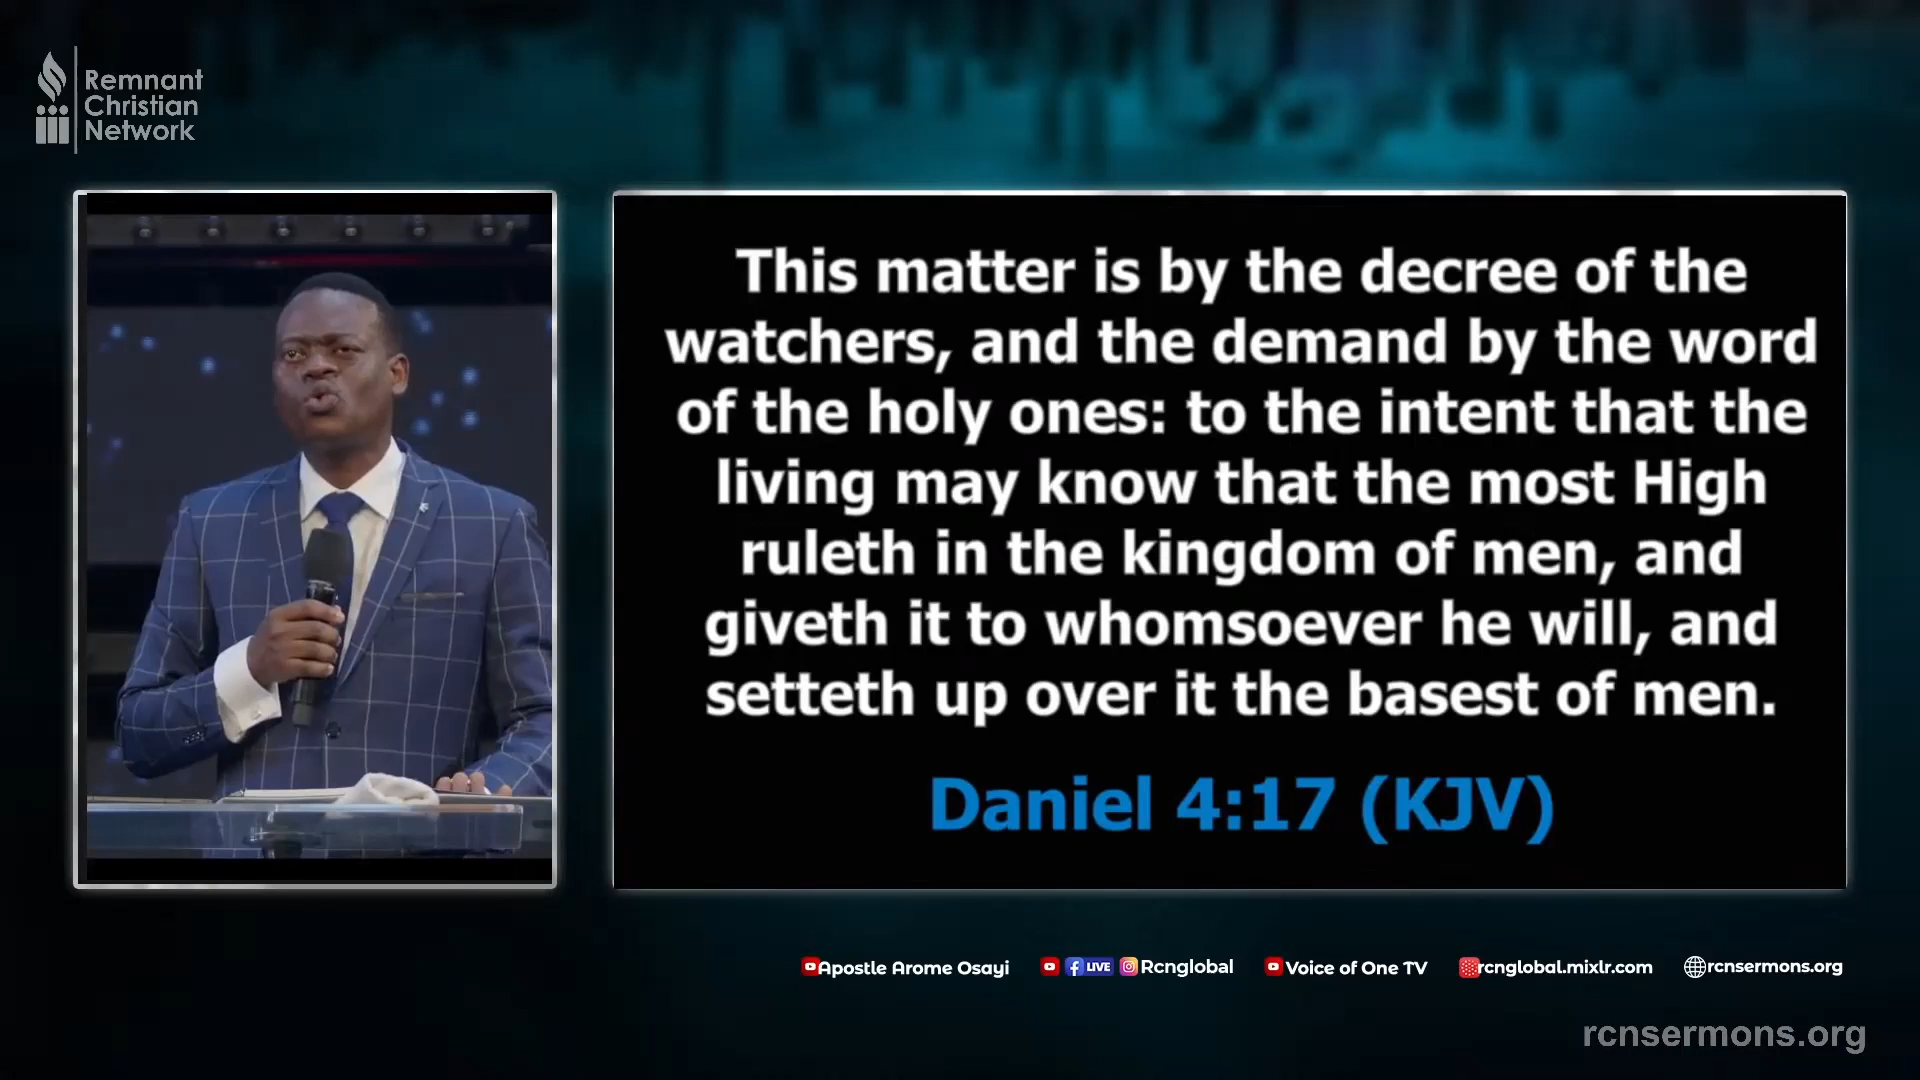 Remnant
Christian
Network
This matter is by the decree of the
watchers, and the demand by the word
of the holy ones: to the intent that the
living may know that the most High
ruleth in the kingdom of men, and
giveth it to whomsoever he will, and
setteth up over it the basest of men.
Daniel 4:17 (KJV)
Apostle Arome Osayi LIVE Rcnglobal Voice of One TV rcnglobal.mixlr.com rcnsermons.org
rcnsermons.org